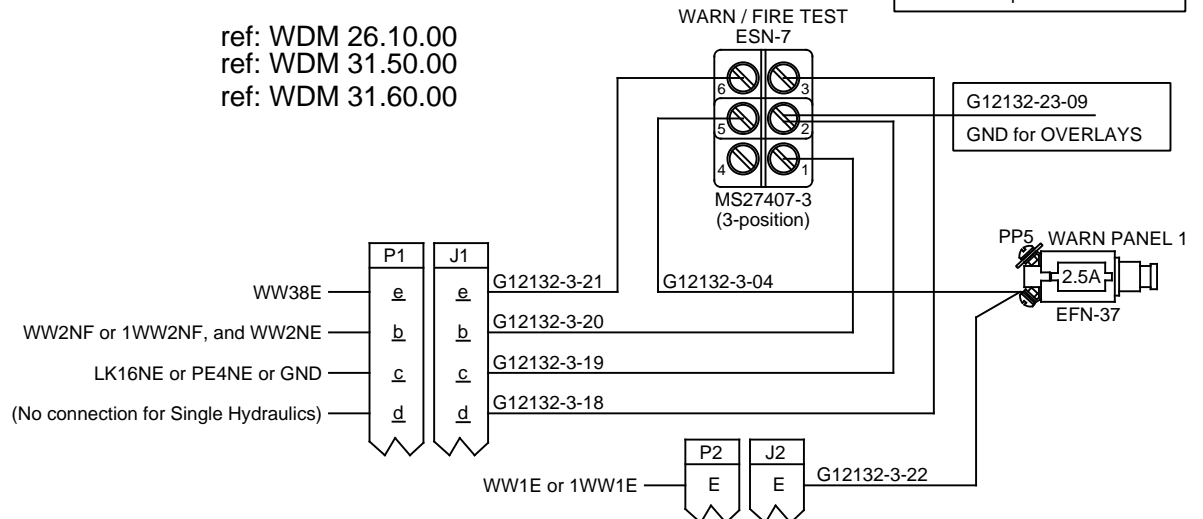 ref: WDM 26.10.00
ref: WDM 31.50.00
ref: WDM 31.60.00
WARN / FIRE TEST
ESN-7
6
3
5
2
4
1
MS27407-3
(3-position)
G12132-23-09
GND for OVERLAYS
PP5
WARN PANEL 1
2.5A
EFN-37
P1
J1
WW38E
e
e
G12132-3-21
G12132-3-04
WW2NF or 1WW2NF, and WW2NE
b
b
G12132-3-20
LK16NE or PE4NE or GND
c
c
G12132-3-19
(No connection for Single Hydraulics)
d
d
G12132-3-18
P2
J2
WW1E or 1WW1E
E
E
G12132-3-22